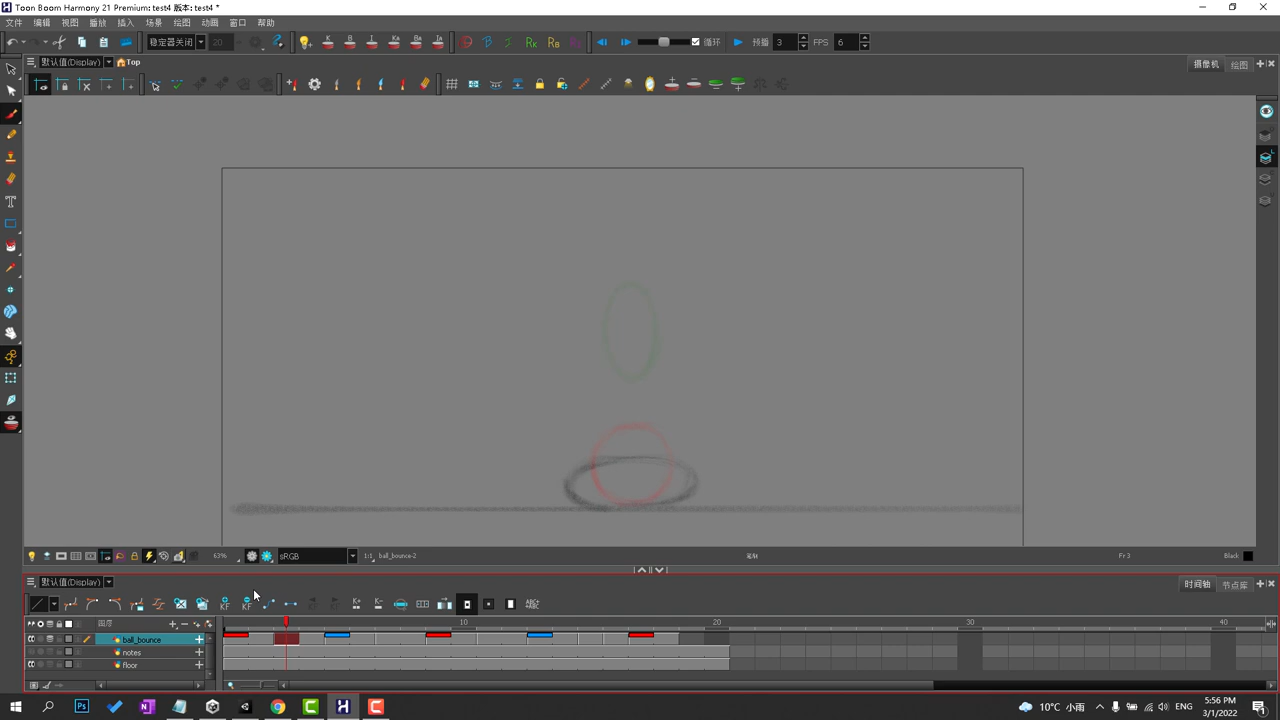 Toon Boom Harmony 21 Premium: test4 版本: test4 *
文件 编辑 视图 播放 插入 场景 绘图 动画 窗口 帮助
稳定器关闭 20 循环 预播 3 FPS 6
默认值(Display) Top 摄像机 绘图
63% sRGB 1:1 ball_bounce-2 Fr 3 Black
默认值(Display) 时间轴 节点库
KF KF
图层 10 20 30 40
ball_bounce
notes
floor
10°C 小雨 ENG 5:56 PM
3/1/2022